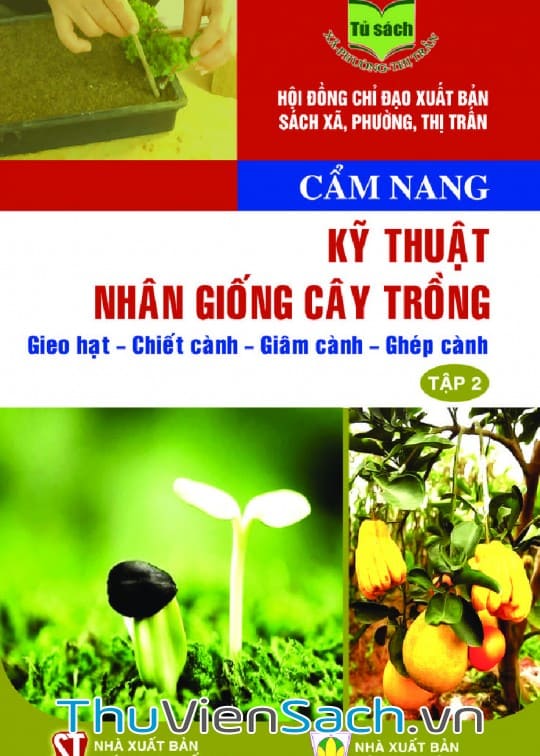 Tủ sách
XÃ-PHƯỜNG-THỊ TRẤN
HỘI ĐỒNG CHỈ ĐẠO XUẤT BẢN
SÁCH XÃ, PHƯỜNG, THỊ TRẤN
CẨM NANG
KỸ THUẬT
NHÂN GIỐNG CÂY TRỒNG
Gieo hạt – Chiết cành – Giâm cành – Ghép cành
TẬP 2
ThuVienSach.vn
NHÀ XUẤT BẢN
NHÀ XUẤT BẢN